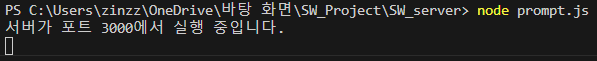 PS C:\Users\zinzz\OneDrive\바탕 화면\SW_Project\SW_server> node prompt.js
서버가 포트 3000에서 실행 중입니다.